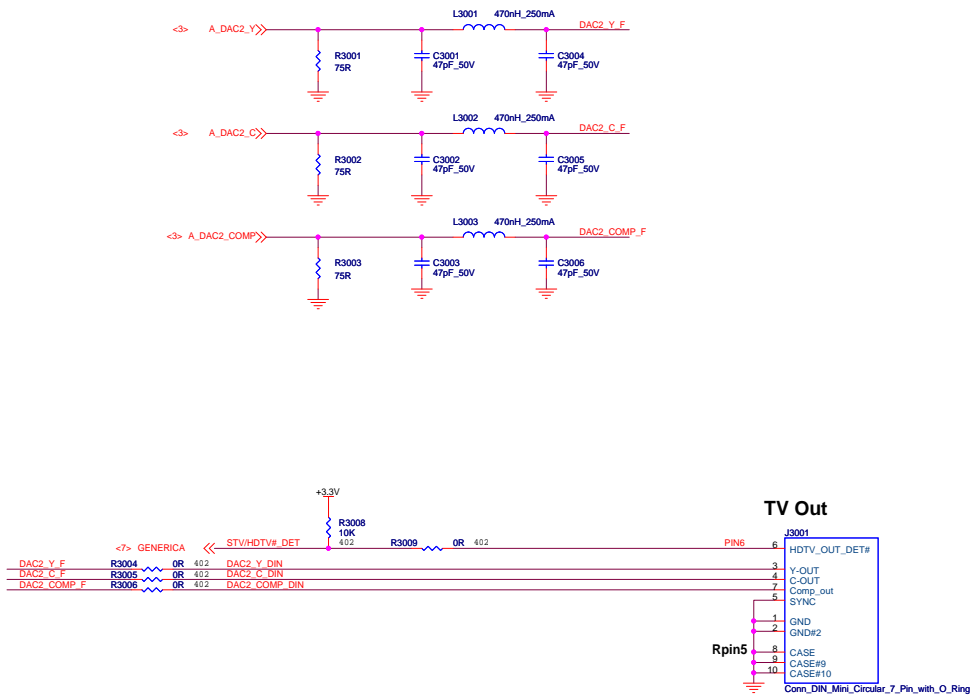 L3001 470nH_250mA
<3> A_DAC2_Y DAC2_Y_F
R3001 C3001 C3004
75R 47pF_50V 47pF_50V
L3002 470nH_250mA
<3> A_DAC2_C DAC2_C_F
R3002 C3002 C3005
75R 47pF_50V 47pF_50V
L3003 470nH_250mA
<3> A_DAC2_COMP DAC2_COMP_F
R3003 C3003 C3006
75R 47pF_50V 47pF_50V
+3.3V
TV Out
R3008
10K
J3001
<7> GENERICA STV/HDTV#_DET 402 R3009 0R 402 PIN6 6 HDTV_OUT_DET#
DAC2_Y_F R3004 0R 402 DAC2_Y_DIN 3 Y-OUT
DAC2_C_F R3005 0R 402 DAC2_C_DIN 4 C-OUT
DAC2_COMP_F R3006 0R 402 DAC2_COMP_DIN 7 Comp_out
5 SYNC
1 GND
2 GND#2
Rpin5 8 CASE
9 CASE#9
10 CASE#10
Conn_DIN_Mini_Circular_7_Pin_with_O_Ring